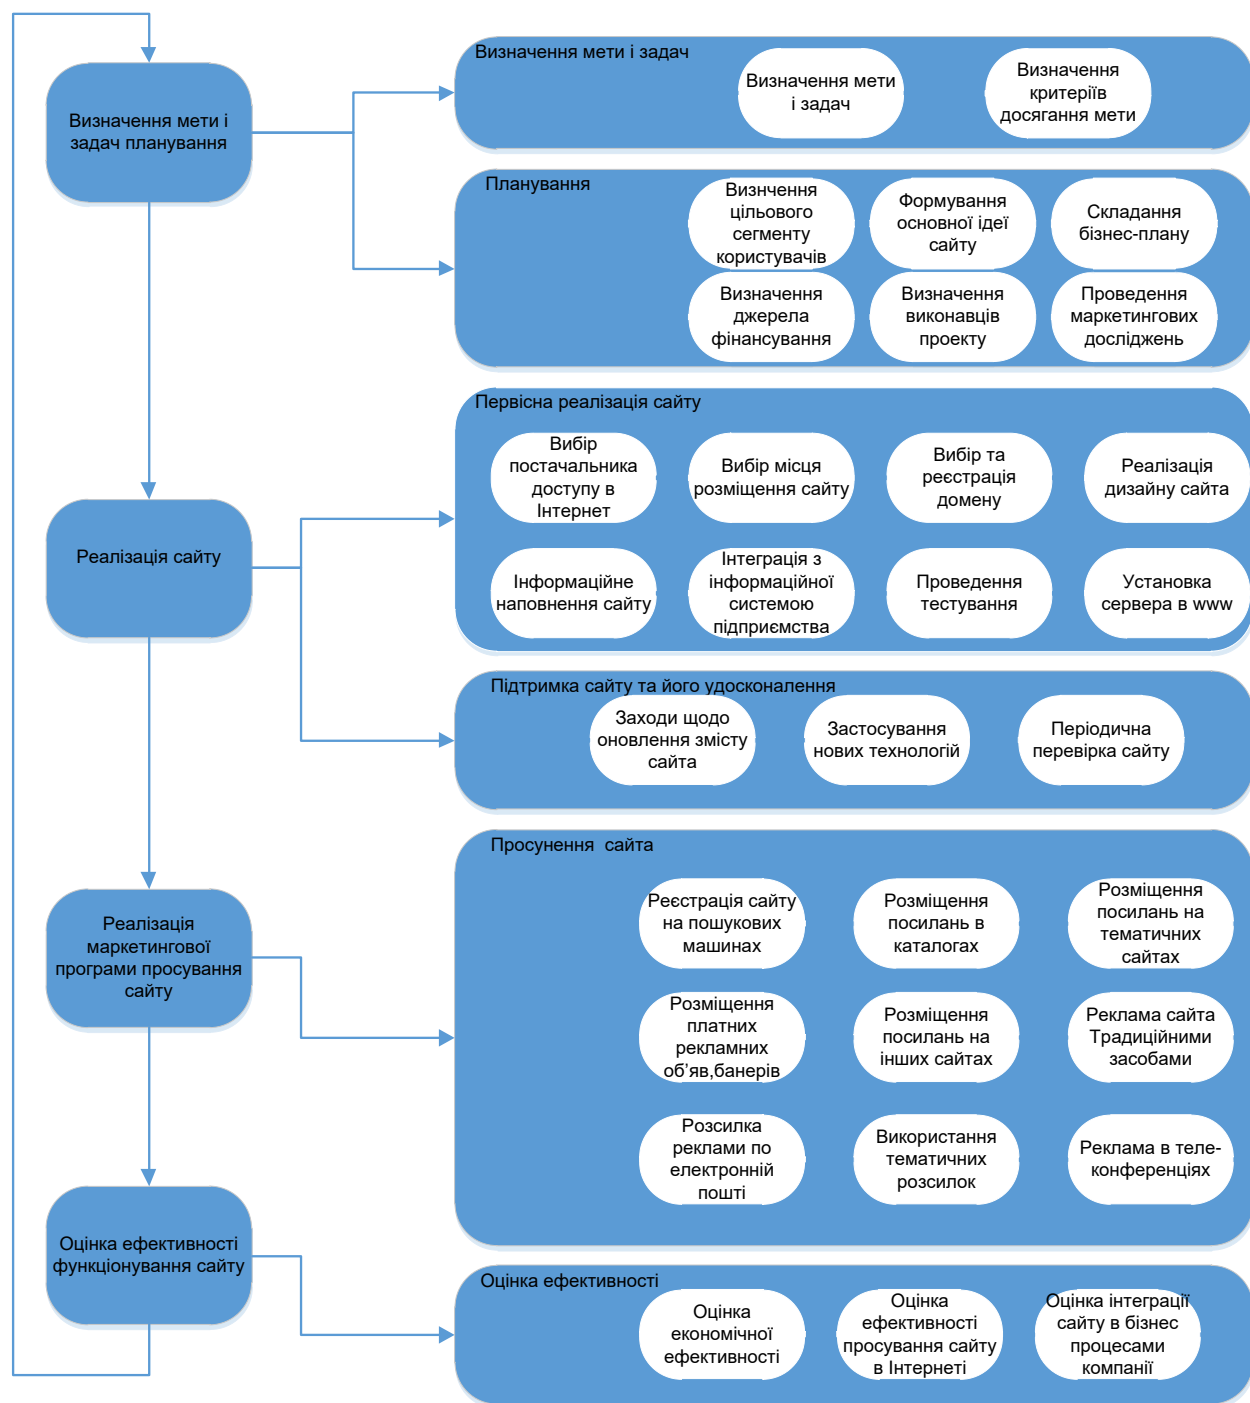 Визначення мети і
задач планування
Визначення мети і задач
Визначення мети
і задач
Визначення
критеріїв
досягання мети
Планування
Визнчення
цільового
сегменту
користувачів
Формування
основної ідеї
сайту
Складання
бізнес-плану
Визначення
джерела
фінансування
Визначення
виконавців
проекту
Проведення
маркетингових
досліджень
Реалізація сайту
Первісна реалізація сайту
Вибір
постачальника
доступу в
Інтернет
Вибір місця
розміщення сайту
Вибір та
реєстрація
домену
Реалізація
дизайну сайта
Інформаційне
наповнення сайту
Інтеграція з
інформаційної
системою
підприємства
Проведення
тестування
Установка
сервера в www
Підтримка сайту та його удосконалення
Заходи щодо
оновлення змісту
сайта
Застосування
нових технологій
Періодична
перевірка сайту
Реалізація
маркетингової
програми просування
сайту
Просунення  сайта
Реєстрація сайту
на пошукових
машинах
Розміщення
посилань в
каталогах
Розміщення
посилань на
тематичних
сайтах
Розміщення
платних
рекламних
об’яв,банерів
Розміщення
посилань на
інших сайтах
Реклама сайта
Традиційними
засобами
Розсилка
реклами по
електронній
пошті
Використання
тематичних
розсилок
Реклама в теле-
конференціях
Оцінка ефективності
функціонування сайту
Оцінка ефективності
Оцінка
економічної
ефективності
Оцінка
ефективності
просування сайту
в Інтернеті
Оцінка інтеграції
сайту в бізнес
процесами
компанії